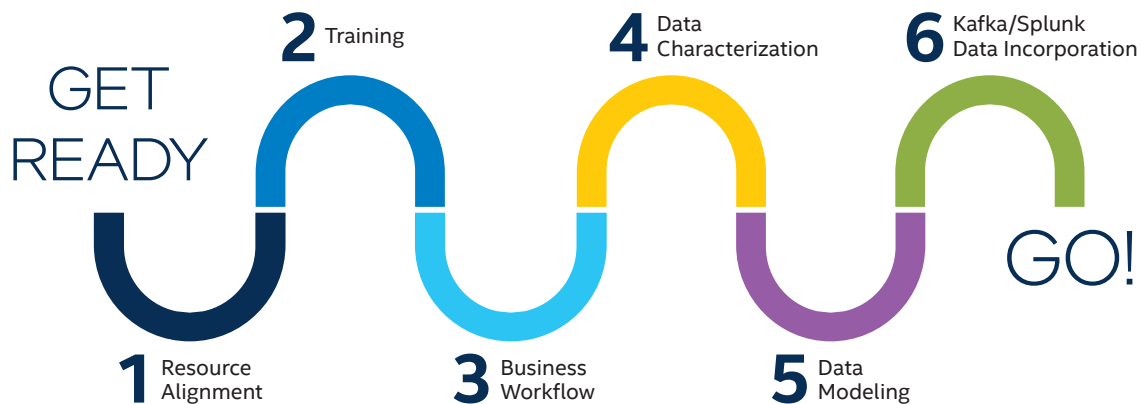 GET
READY
1 Resource
Alignment
2 Training
3 Business
Workflow
4 Data
Characterization
5 Data
Modeling
6 Kafka/Splunk
Data Incorporation
GO!